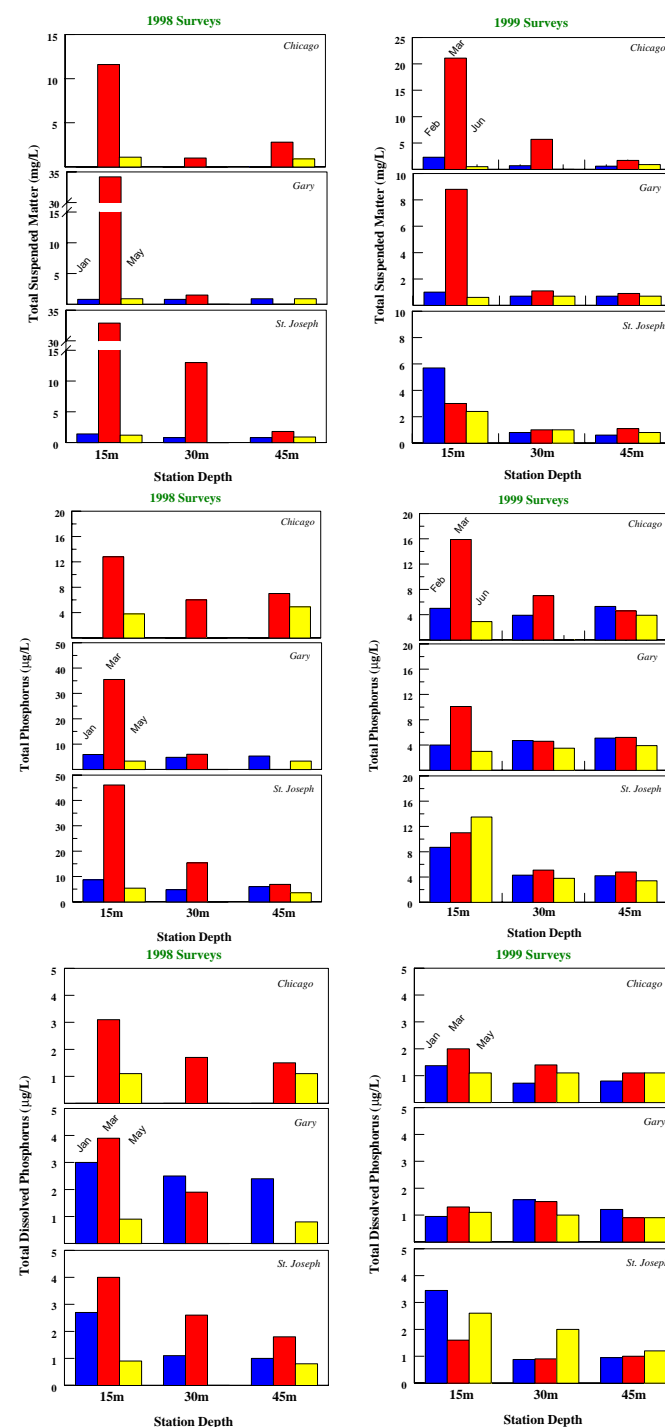 1998 Surveys
15
Chicago
10
5
35
Gary
30
15
10
5
Jan
May
35
St. Joseph
30
15
10
5
0
15m
30m
45m
Station Depth
Total Suspended Matter (mg/L)
1999 Surveys
25
Chicago
20
15
10
5
Feb
Mar
Jun
10
Gary
8
6
4
2
10
St. Joseph
8
6
4
2
0
15m
30m
45m
Station Depth
Total Suspended Matter (mg/L)
1998 Surveys
20
Chicago
16
12
8
4
50
Gary
40
30
20
10
Jan
Mar
May
50
St. Joseph
40
30
20
10
0
15m
30m
45m
Station Depth
Total Phosphorus (µg/L)
1999 Surveys
20
Chicago
16
12
8
4
Feb
Mar
Jun
20
Gary
16
12
8
4
20
St. Joseph
16
12
8
4
0
15m
30m
45m
Station Depth
Total Phosphorus (µg/L)
1998 Surveys
5
Chicago
4
3
2
1
5
Gary
4
3
2
1
Jan
Mar
May
5
St. Joseph
4
3
2
1
0
15m
30m
45m
Station Depth
Total Dissolved Phosphorus (µg/L)
1999 Surveys
5
Chicago
4
3
2
1
Jan
Mar
May
5
Gary
4
3
2
1
5
St. Joseph
4
3
2
1
0
15m
30m
45m
Station Depth
Total Dissolved Phosphorus (µg/L)